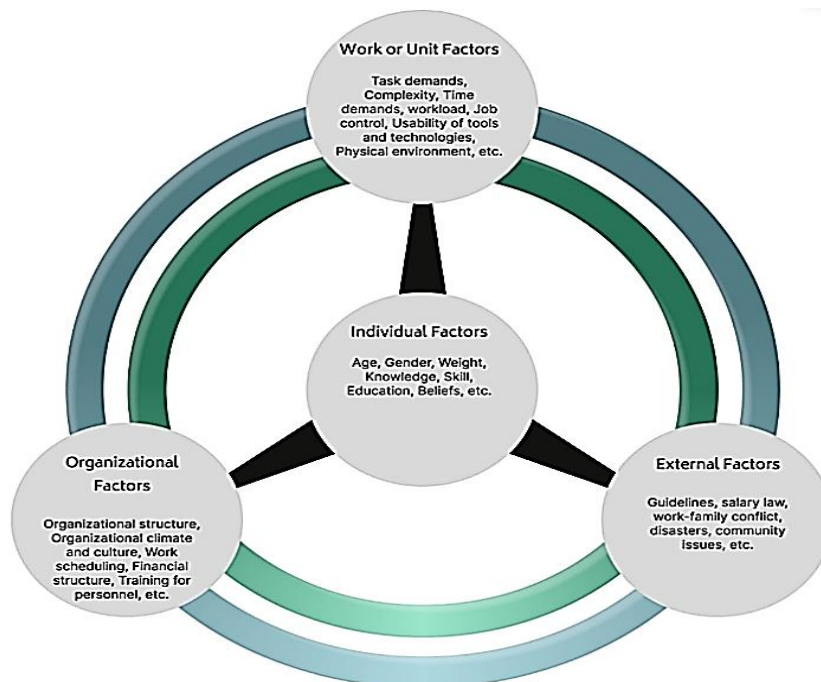 Work or Unit Factors
Task demands,
Complexity, Time
demands, workload, Job
control, Usability of tools
and technologies,
Physical environment, etc.
Individual Factors
Age, Gender, Weight,
Knowledge, Skill,
Education, Beliefs, etc.
Organizational
Factors
Organizational structure,
Organizational climate
and culture, Work
scheduling, Financial
structure, Training for
personnel, etc.
External Factors
Guidelines, salary law,
work-family conflict,
disasters, community
issues, etc.